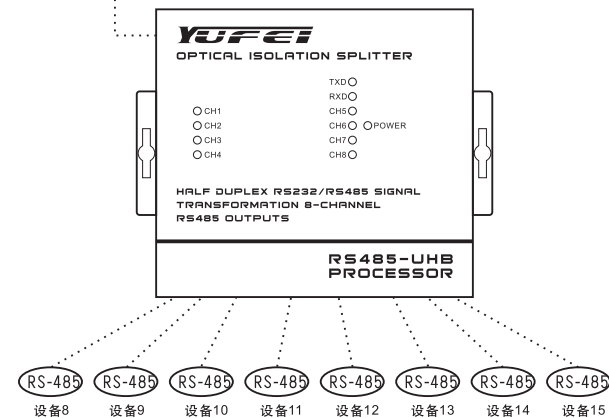 YUFEI
OPTICAL ISOLATION SPLITTER
TXD
RXD
CH1 CH5
CH2 CH6 POWER
CH3 CH7
CH4 CH8
HALF DUPLEX RS232/RS485 SIGNAL
TRANSFORMATION 8-CHANNEL
RS485 OUTPUTS
RS485-UHB
PROCESSOR
RS-485 RS-485 RS-485 RS-485 RS-485 RS-485 RS-485 RS-485
设备8 设备9 设备10 设备11 设备12 设备13 设备14 设备15